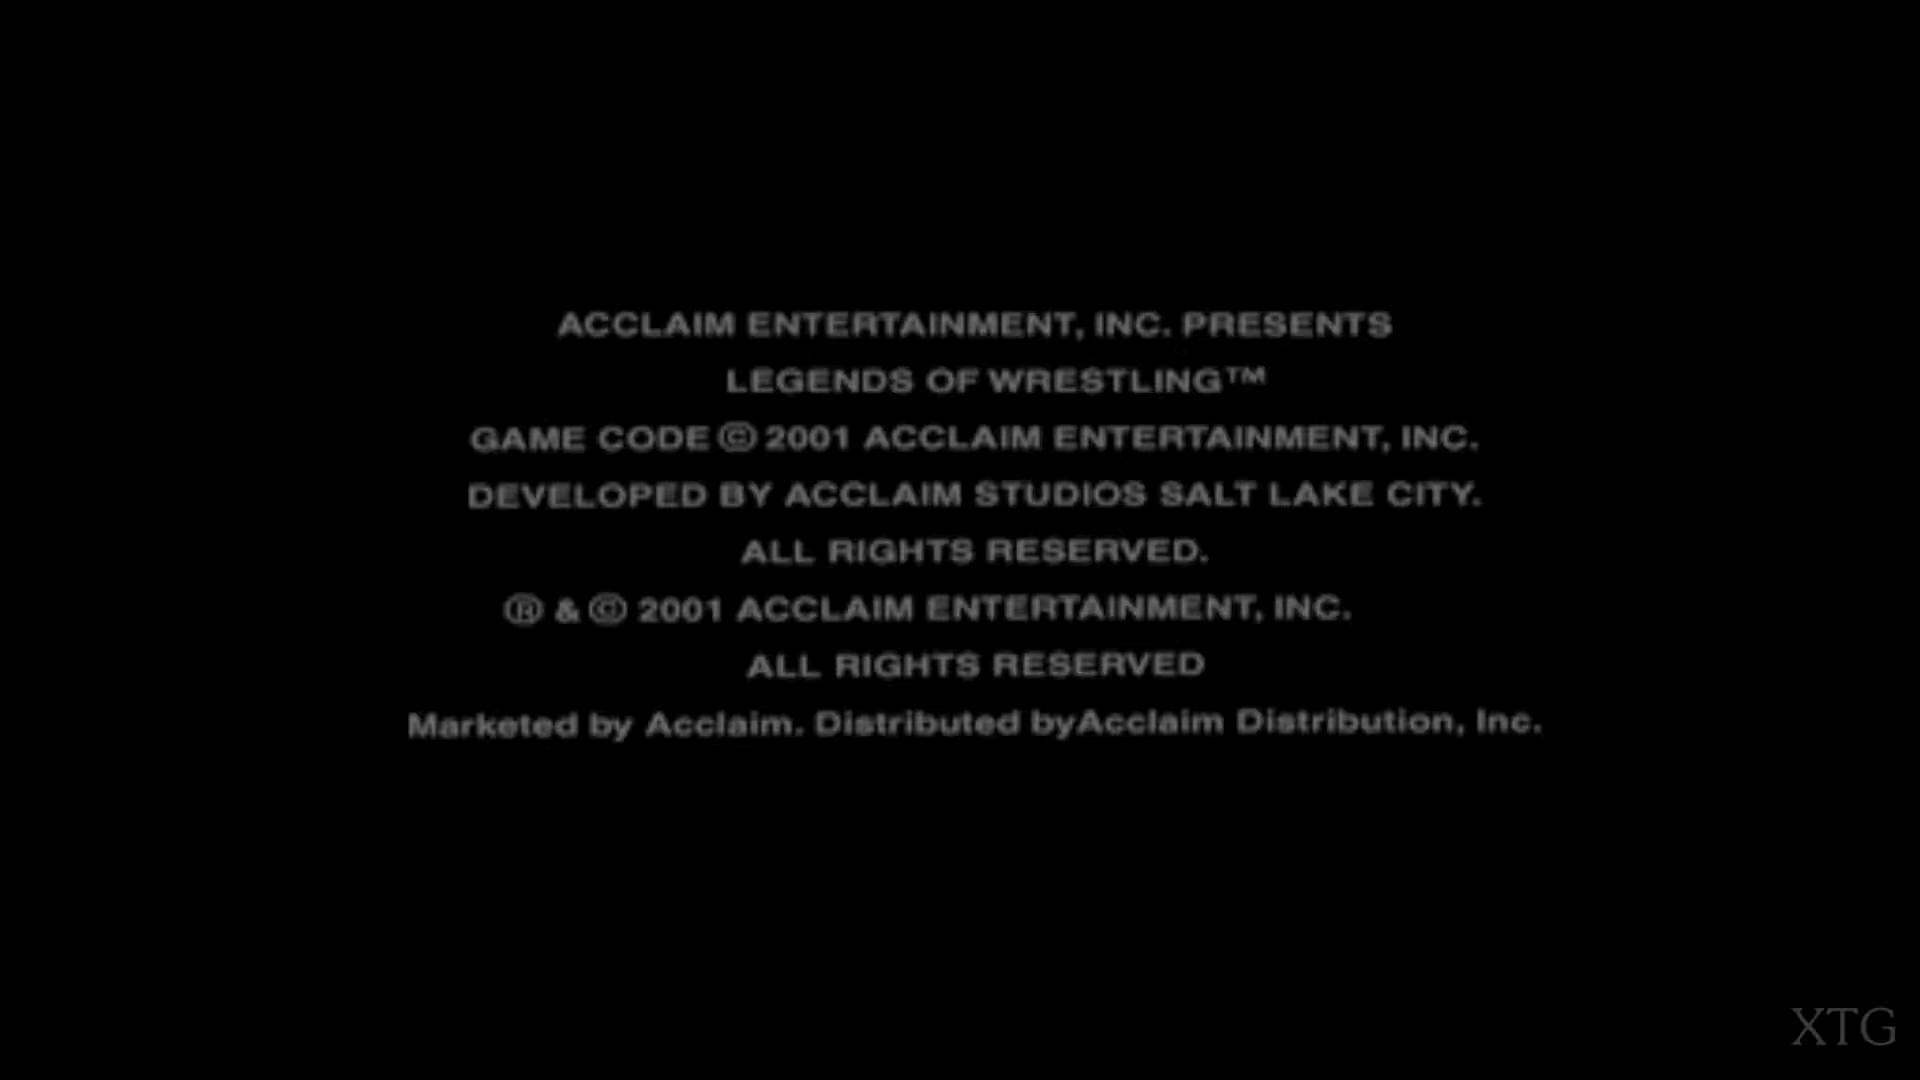 ACCLAIM ENTERTAINMENT, INC. PRESENTS
LEGENDS OF WRESTLING™
GAME CODE © 2001 ACCLAIM ENTERTAINMENT, INC.
DEVELOPED BY ACCLAIM STUDIOS SALT LAKE CITY.
ALL RIGHTS RESERVED.
® & © 2001 ACCLAIM ENTERTAINMENT, INC.
ALL RIGHTS RESERVED
Marketed by Acclaim. Distributed byAcclaim Distribution, Inc.
XTG